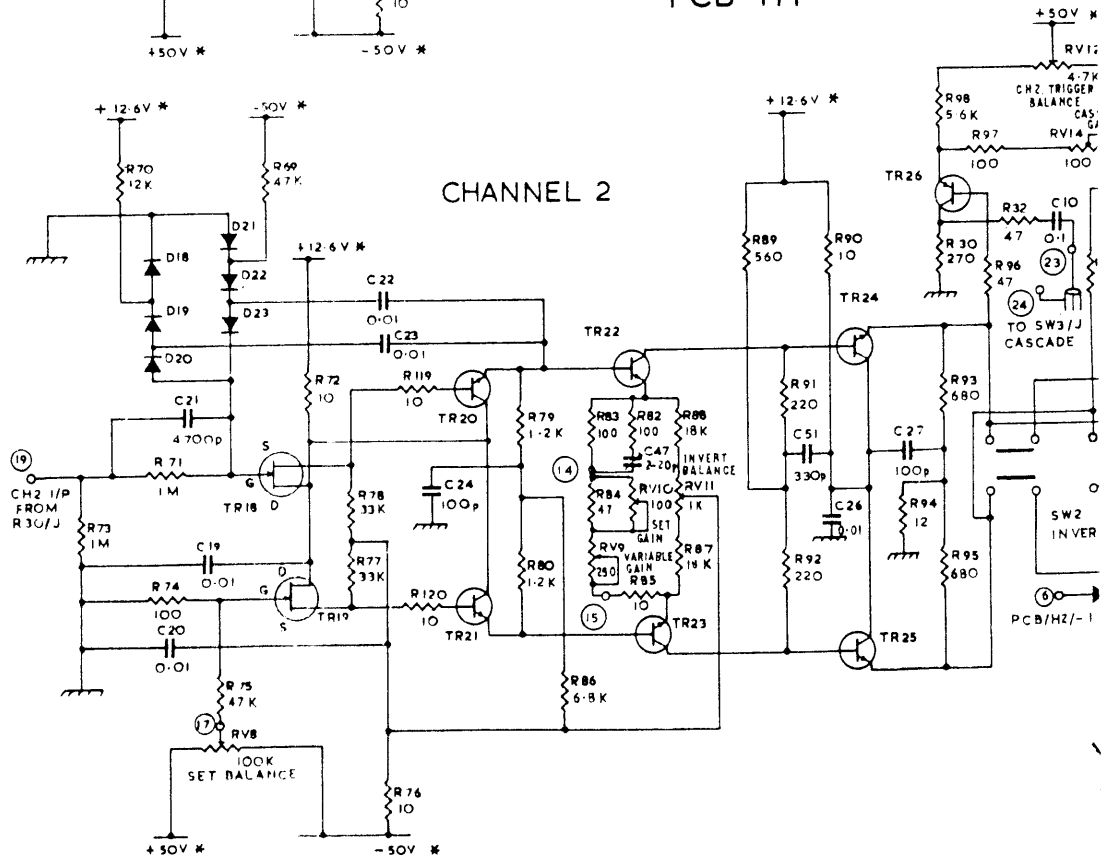 10
PCB 1/1
+50V *
-50V *
+50V *
RV12
4.7K
CH2. TRIGGER
BALANCE
R98
5.6K
R97
100
RV14
100
TR26
R32
47
C10
0.1
R30
270
R96
47
23
24
TO SW3/J
CASCADE
+12.6V *
-50V *
R70
12K
R69
47K
CHANNEL 2
+12.6V *
D21
D18
D22
D19
D23
D20
+12.6V *
C22
0.01
C23
0.01
R89
560
R90
10
TR24
TR22
R72
10
R119
10
TR20
C21
4700p
R79
1.2K
R83
100
R82
100
R88
18K
R91
220
R93
680
19
CH2 I/P
FROM
R30/J
R71
1M
S
G
D
TR18
C47
2-20p
INVERT
BALANCE
14
C51
330p
C27
100p
R73
1M
R78
33K
C24
100p
R84
47
RV10
100
RV11
1K
SET
GAIN
C26
0.01
R94
12
SW2
INVER
C19
0.01
R77
33K
R80
1.2K
RV9
250
VARIABLE
GAIN
R87
18K
R92
220
R95
680
R74
100
D
G
S
TR19
R120
10
TR21
R85
10
15
TR23
6
PCB/H2/-1
C20
0.01
TR25
R75
47K
R86
6.8K
17
RV8
100K
SET BALANCE
R76
10
+50V *
-50V *